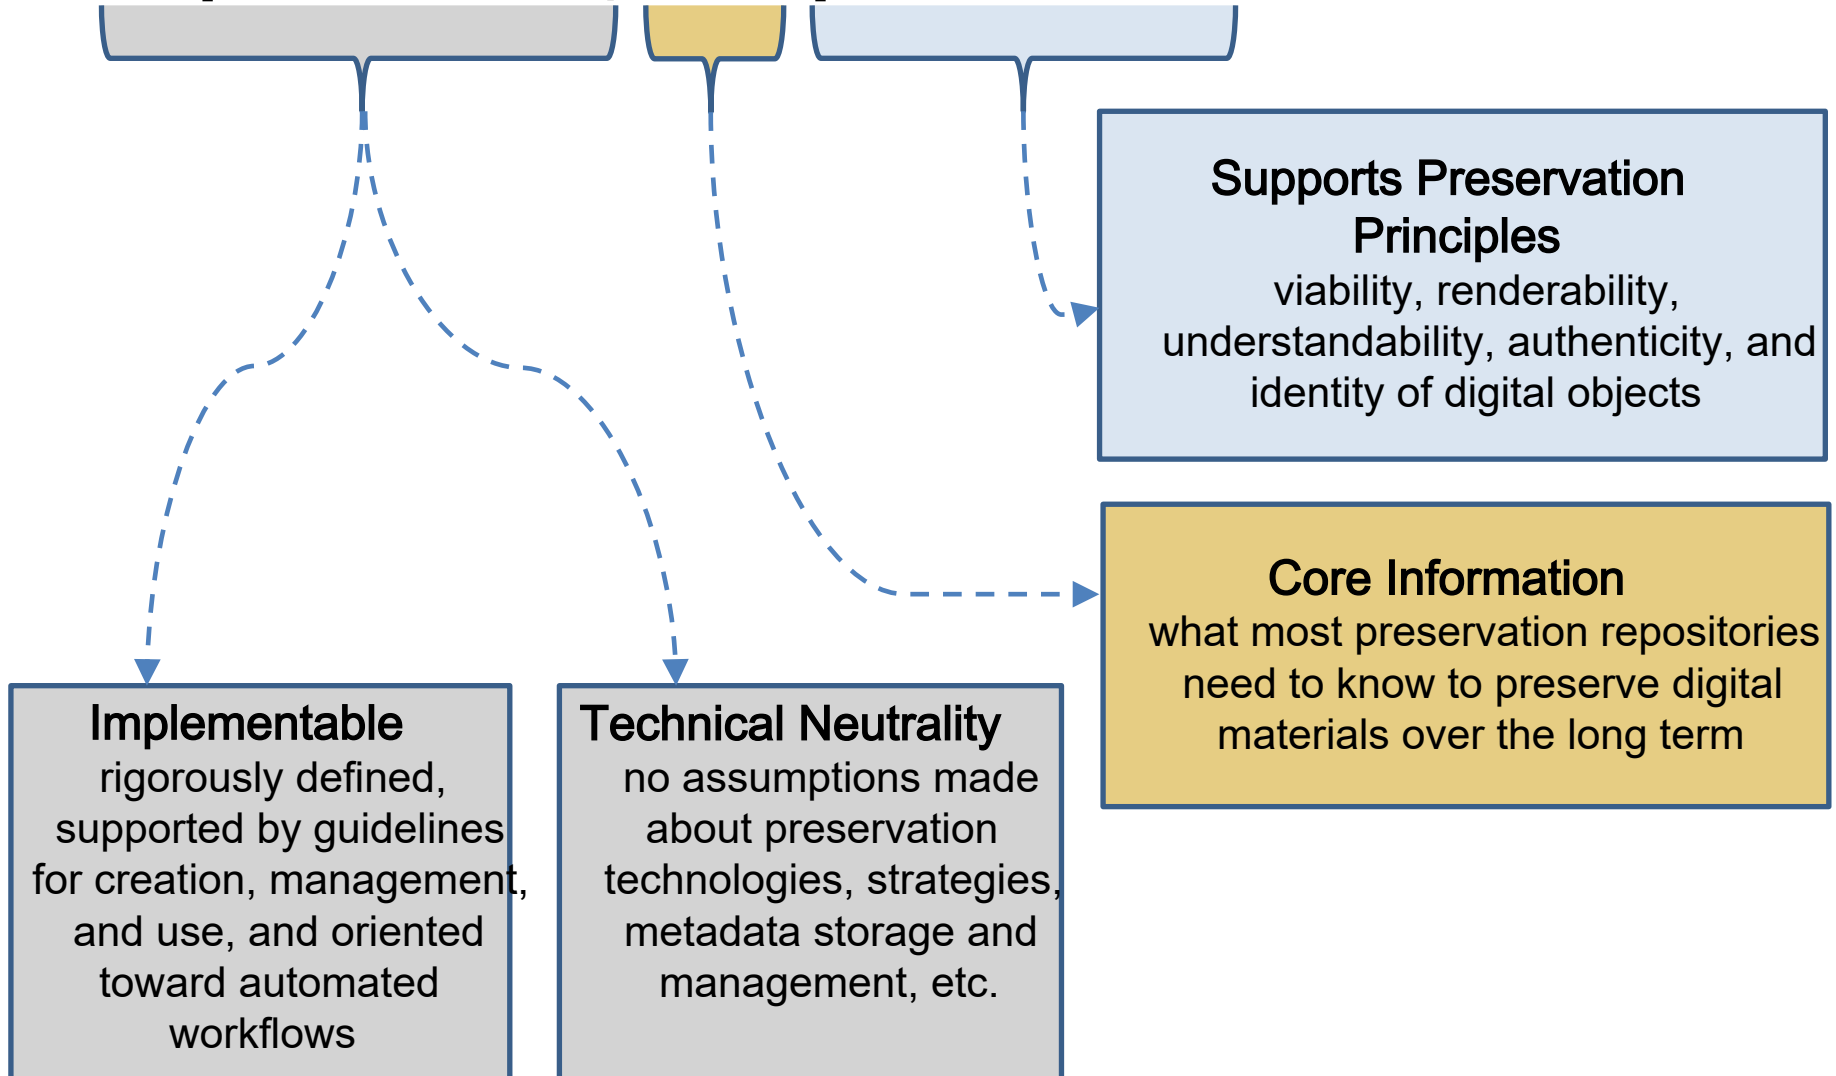 Supports Preservation
Principles
viability, renderability,
understandability, authenticity, and
identity of digital objects
Core Information
what most preservation repositories
need to know to preserve digital
materials over the long term
Implementable
rigorously defined,
supported by guidelines
for creation, management,
and use, and oriented
toward automated
workflows
Technical Neutrality
no assumptions made
about preservation
technologies, strategies,
metadata storage and
management, etc.